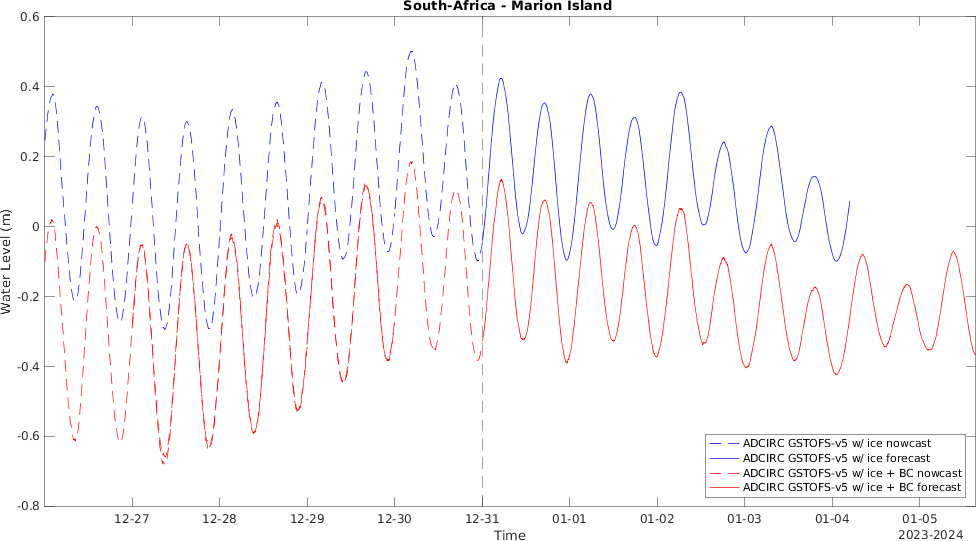 South-Africa - Marion Island
0.6
0.4
0.2
0
-0.2
-0.4
-0.6
-0.8
Water Level (m)
ADCIRC GSTOFS-v5 w/ ice nowcast
ADCIRC GSTOFS-v5 w/ ice forecast
ADCIRC GSTOFS-v5 w/ ice + BC nowcast
ADCIRC GSTOFS-v5 w/ ice + BC forecast
12-27 12-28 12-29 12-30 12-31 01-01 01-02 01-03 01-04 01-05
Time
2023-2024